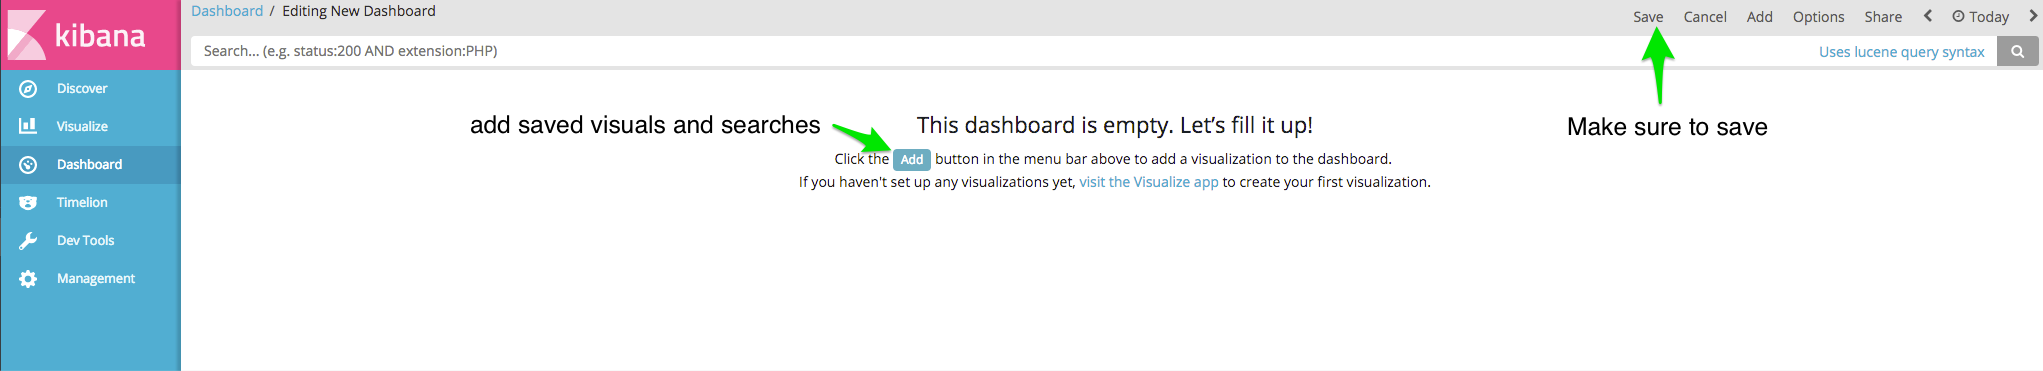 kibana
Dashboard / Editing New Dashboard
Save Cancel Add Options Share Today
Search... (e.g. status:200 AND extension:PHP) Uses lucene query syntax
Discover
Visualize
Dashboard
Timelion
Dev Tools
Management
add saved visuals and searches
This dashboard is empty. Let's fill it up!
Click the Add button in the menu bar above to add a visualization to the dashboard.
If you haven't set up any visualizations yet, visit the Visualize app to create your first visualization.
Make sure to save